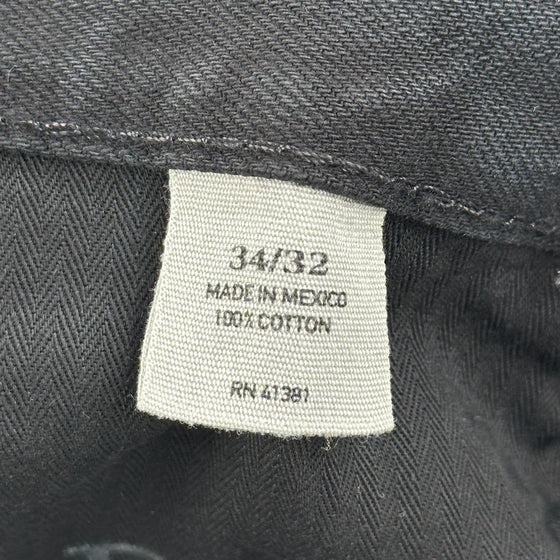 34/32
MADE IN MEXICO
100% COTTON
RN 41381